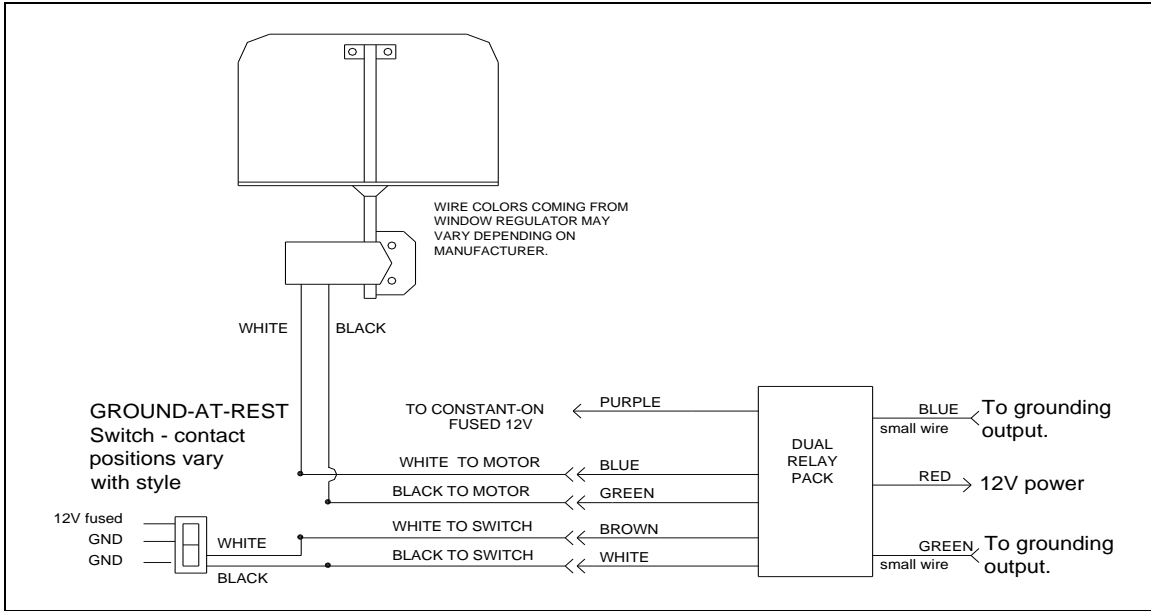 WIRE COLORS COMING FROM
WINDOW REGULATOR MAY
VARY DEPENDING ON
MANUFACTURER.
WHITE
BLACK
GROUND-AT-REST
Switch - contact
positions vary
with style
TO CONSTANT-ON
FUSED 12V
PURPLE
WHITE TO MOTOR
BLUE
BLACK TO MOTOR
GREEN
WHITE TO SWITCH
BROWN
BLACK TO SWITCH
WHITE
12V fused
GND
GND
WHITE
BLACK
DUAL
RELAY
PACK
BLUE
small wire
To grounding
output.
RED
12V power
GREEN
small wire
To grounding
output.